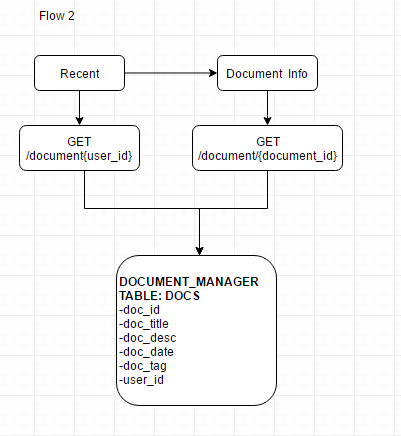 Flow 2
Recent
Document Info
GET
/document{user_id}
GET
/document/{document_id}
DOCUMENT_MANAGER
TABLE: DOCS
-doc_id
-doc_title
-doc_desc
-doc_date
-doc_tag
-user_id